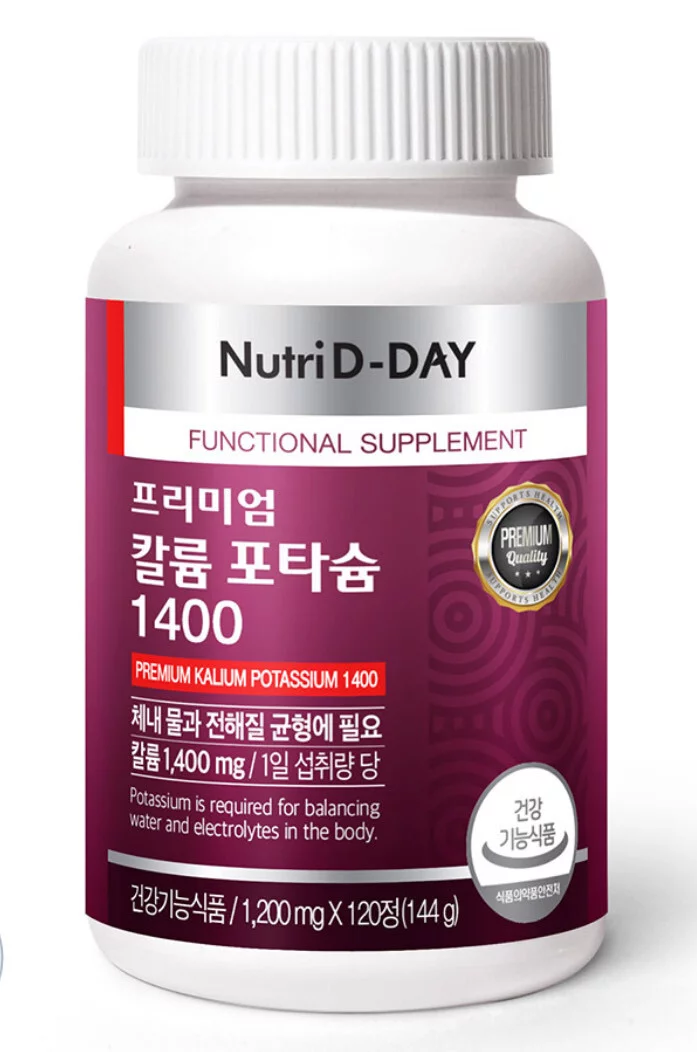 Nutri D-DAY
FUNCTIONAL SUPPLEMENT
프리미엄
칼륨 포타슘
1400
PREMIUM KALIUM POTASSIUM 1400
체내 물과 전해질 균형에 필요
칼륨 1,400 mg / 1일 섭취량 당
Potassium is required for balancing
water and electrolytes in the body.
SUPPORTS HEALTH
PREMIUM
Quality
SUPPORTS HEALTH
건강
기능식품
식품의약품안전처
건강기능식품 / 1,200 mg X 120정(144 g)